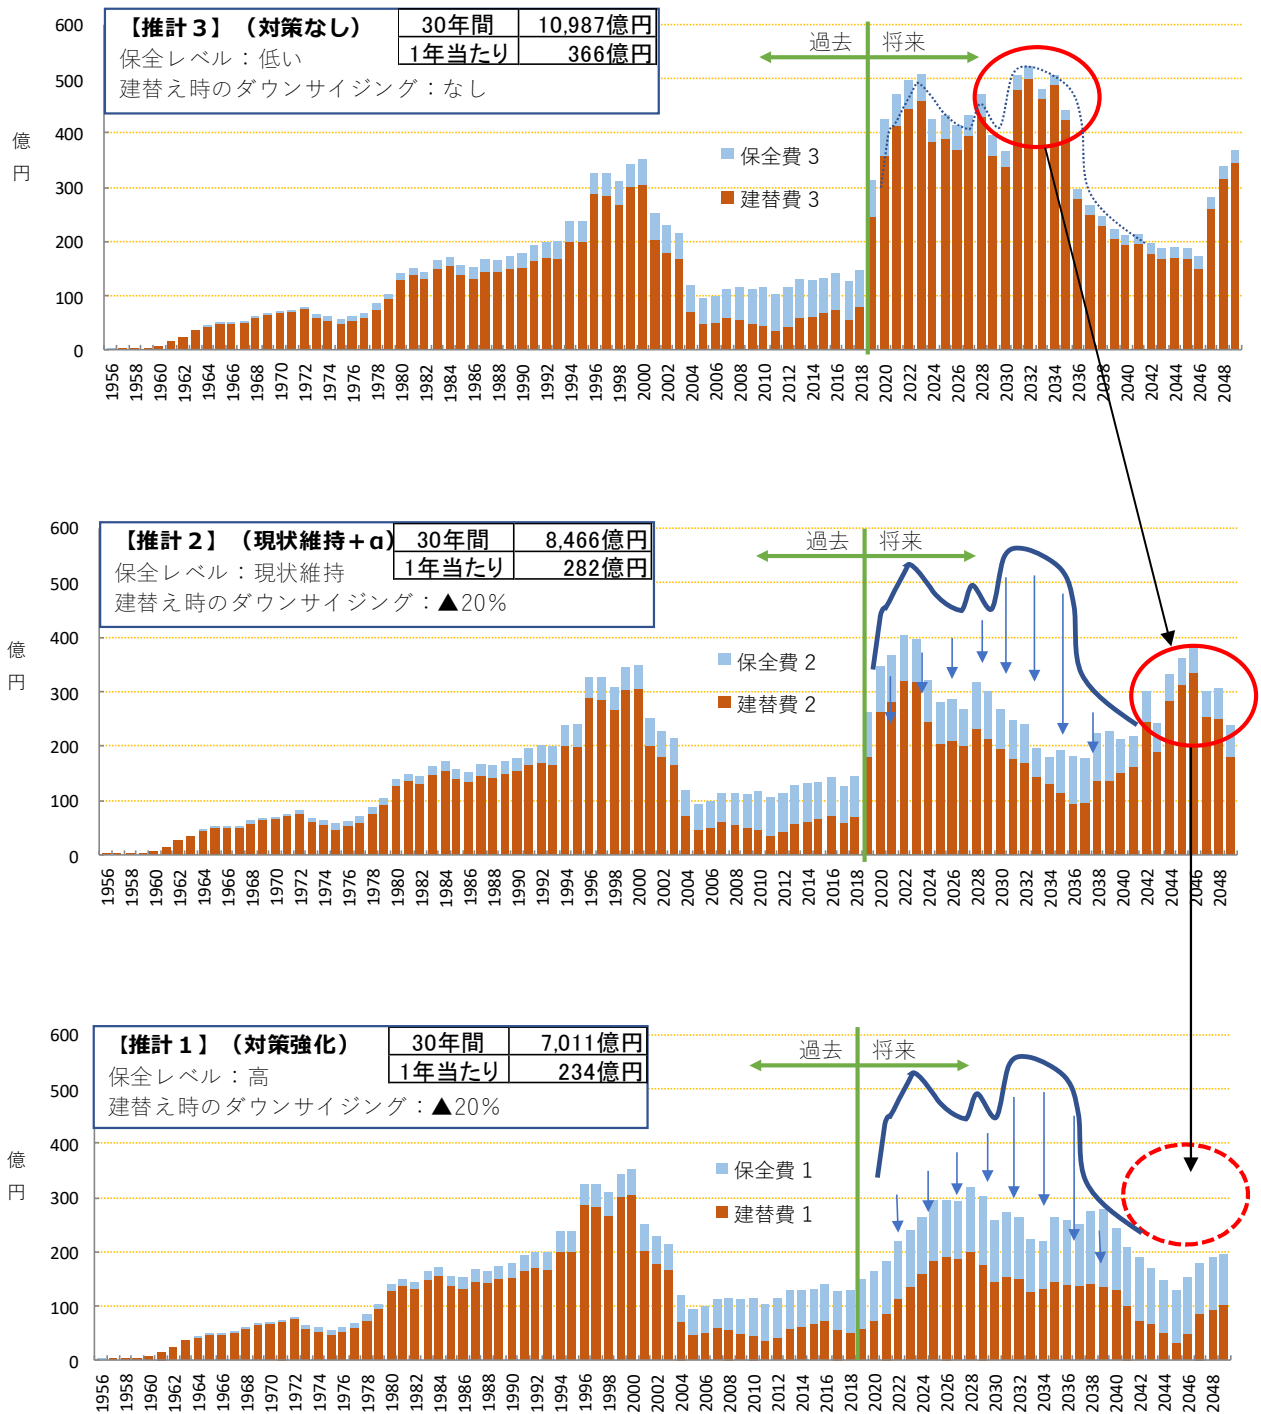 【推計３】（対策なし）
30年間 10,987億円
1年当たり 366億円
保全レベル：低い
建替え時のダウンサイジング：なし
過去 将来
億円
600
500
400
300
200
100
0
保全費３
建替費３
1956 1958 1960 1962 1964 1966 1968 1970 1972 1974 1976 1978 1980 1982 1984 1986 1988 1990 1992 1994 1996 1998 2000 2002 2004 2006 2008 2010 2012 2014 2016 2018 2020 2022 2024 2026 2028 2030 2032 2034 2036 2038 2040 2042 2044 2046 2048
【推計２】（現状維持＋α）
30年間 8,466億円
1年当たり 282億円
保全レベル：現状維持
建替え時のダウンサイジング：▲20%
過去 将来
億円
600
500
400
300
200
100
0
保全費２
建替費２
1956 1958 1960 1962 1964 1966 1968 1970 1972 1974 1976 1978 1980 1982 1984 1986 1988 1990 1992 1994 1996 1998 2000 2002 2004 2006 2008 2010 2012 2014 2016 2018 2020 2022 2024 2026 2028 2030 2032 2034 2036 2038 2040 2042 2044 2046 2048
【推計１】（対策強化）
30年間 7,011億円
1年当たり 234億円
保全レベル：高
建替え時のダウンサイジング：▲20%
過去 将来
億円
600
500
400
300
200
100
0
保全費１
建替費１
1956 1958 1960 1962 1964 1966 1968 1970 1972 1974 1976 1978 1980 1982 1984 1986 1988 1990 1992 1994 1996 1998 2000 2002 2004 2006 2008 2010 2012 2014 2016 2018 2020 2022 2024 2026 2028 2030 2032 2034 2036 2038 2040 2042 2044 2046 2048